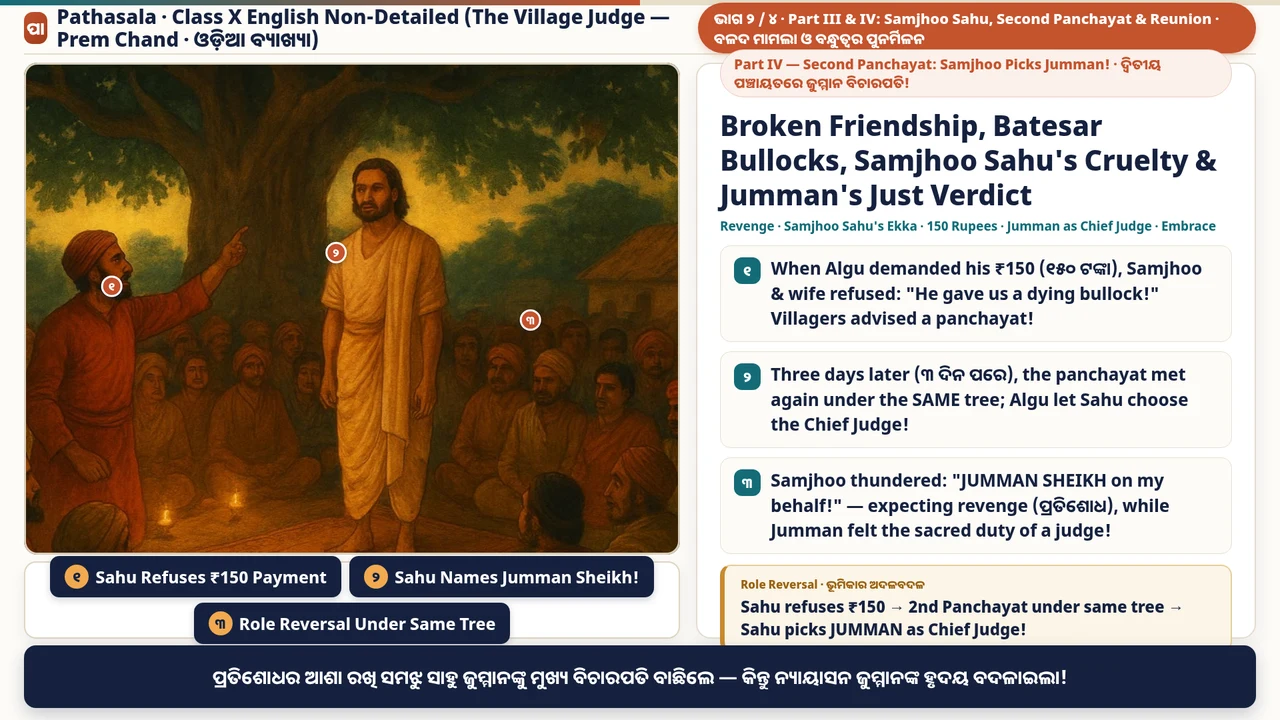 ପା
Pathasala · Class X English Non-Detailed (The Village Judge —
Prem Chand · ଓଡ଼ିଆ ବ୍ୟାଖ୍ୟା)
ଭାଗ ୨ / ୪ · Part III & IV: Samjhoo Sahu, Second Panchayat & Reunion ·
ବଳଦ ମାମଲା ଓ ବନ୍ଧୁତ୍ୱର ପୁନର୍ମିଳନ
Part IV — Second Panchayat: Samjhoo Picks Jumman! · ଦ୍ୱିତୀୟ
ପଞ୍ଚାୟତରେ ଜୁମ୍ମାନ ବିଚାରପତି!
Broken Friendship, Batesar
Bullocks, Samjhoo Sahu's Cruelty &
Jumman's Just Verdict
Revenge · Samjhoo Sahu's Ekka · 150 Rupees · Jumman as Chief Judge · Embrace
୧
When Algu demanded his ₹150 (୧୫୦ ଟଙ୍କା), Samjhoo
& wife refused: "He gave us a dying bullock!"
Villagers advised a panchayat!
୨
Three days later (୩ ଦିନ ପରେ), the panchayat met
again under the SAME tree; Algu let Sahu choose
the Chief Judge!
୩
Samjhoo thundered: "JUMMAN SHEIKH on my
behalf!" — expecting revenge (ପ୍ରତିଶୋଧ), while
Jumman felt the sacred duty of a judge!
Role Reversal · ଭୂମିକାର ଅଦଳବଦଳ
Sahu refuses ₹150 → 2nd Panchayat under same tree →
Sahu picks JUMMAN as Chief Judge!
୧
୨
୩
୧ Sahu Refuses ₹150 Payment
୨ Sahu Names Jumman Sheikh!
୩ Role Reversal Under Same Tree
ପ୍ରତିଶୋଧର ଆଶା ରଖି ସମଝୁ ସାହୁ ଜୁମ୍ମାନଙ୍କୁ ମୁଖ୍ୟ ବିଚାରପତି ବାଛିଲେ — କିନ୍ତୁ ନ୍ୟାୟାସନ ଜୁମ୍ମାନଙ୍କ ହୃଦୟ ବଦଳାଇଲା!